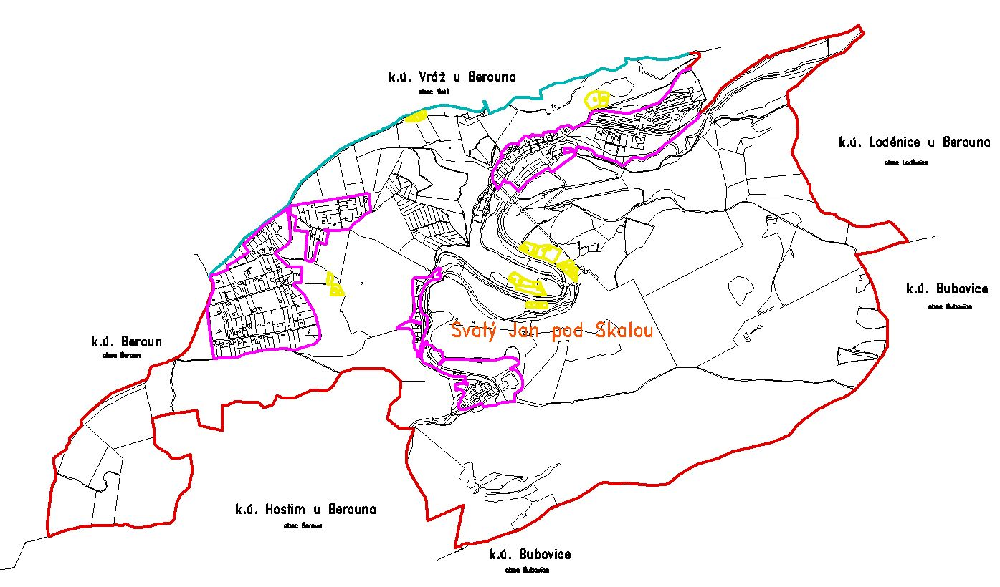 k.ú. Vráž u Berouna
obec Vráž
k.ú. Loděnice u Berouna
obec Loděnice
k.ú. Bubovice
obec Bubovice
Svatý Jan pod Skalou
k.ú. Beroun
obec Beroun
k.ú. Hostim u Berouna
obec Beroun
k.ú. Bubovice
obec Bubovice